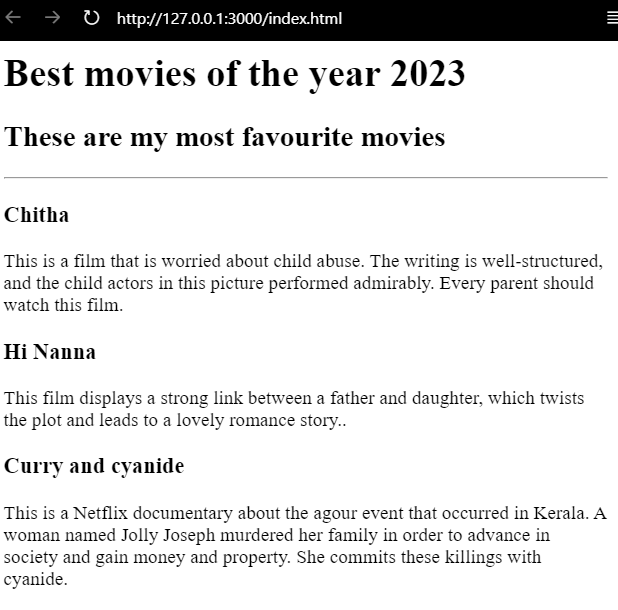 http://127.0.0.1:3000/index.html
Best movies of the year 2023
These are my most favourite movies
Chitha
This is a film that is worried about child abuse. The writing is well-structured,
and the child actors in this picture performed admirably. Every parent should
watch this film.
Hi Nanna
This film displays a strong link between a father and daughter, which twists
the plot and leads to a lovely romance story..
Curry and cyanide
This is a Netflix documentary about the agour event that occurred in Kerala. A
woman named Jolly Joseph murdered her family in order to advance in
society and gain money and property. She commits these killings with
cyanide.